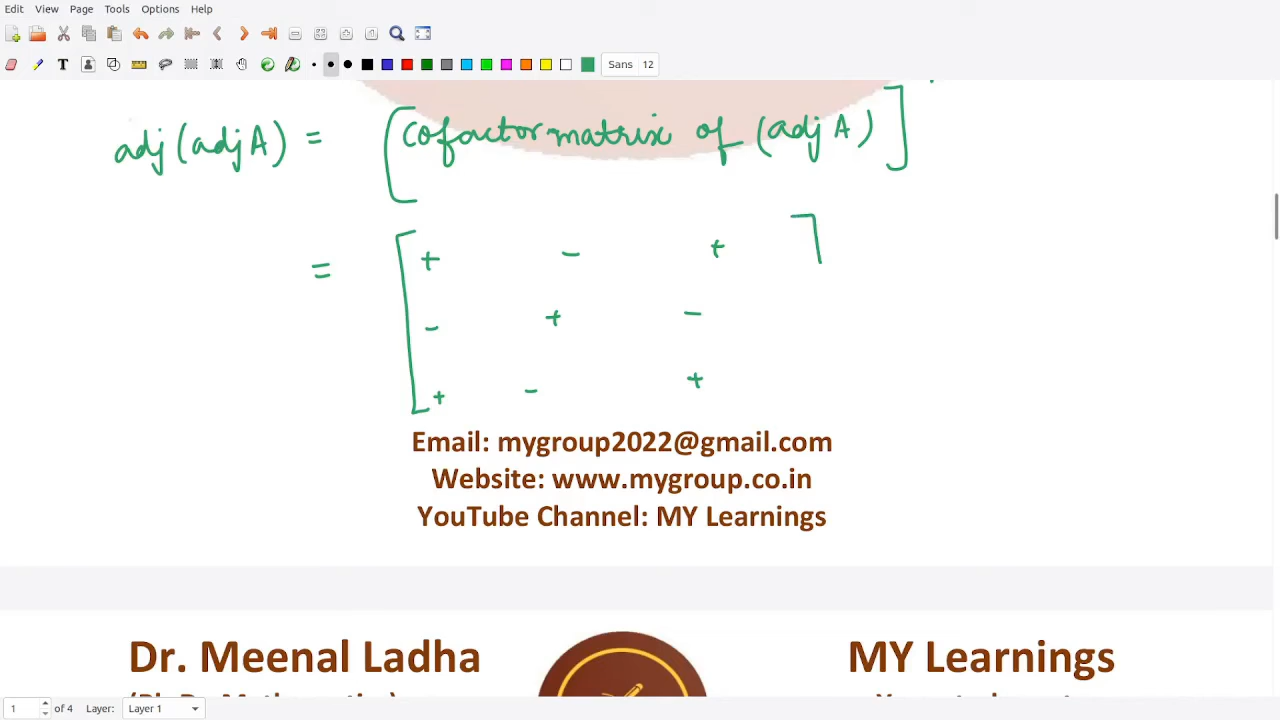 Edit View Page Tools Options Help
Sans 12
adj (adj A) = [cofactor matrix of (adj A)]
= [ + - + ]
- + -
+ - +
Email: mygroup2022@gmail.com
Website: www.mygroup.co.in
YouTube Channel: MY Learnings
Dr. Meenal Ladha
MY Learnings
1 of 4 Layer: Layer 1